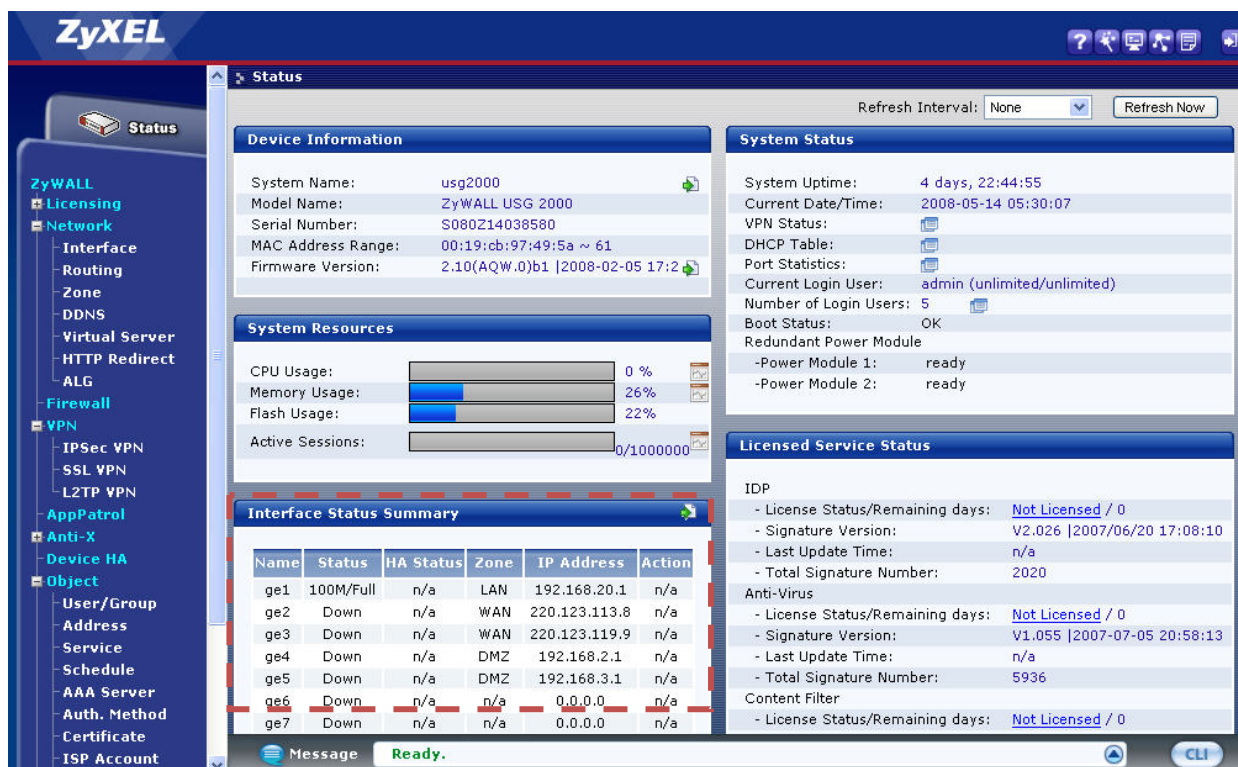 ZyXEL
Status
Status
Refresh Interval: None Refresh Now
ZyWALL
Licensing
Network
Interface
Routing
Zone
DDNS
Virtual Server
HTTP Redirect
ALG
Firewall
VPN
IPSec VPN
SSL VPN
L2TP VPN
AppPatrol
Anti-X
Device HA
Object
User/Group
Address
Service
Schedule
AAA Server
Auth. Method
Certificate
ISP Account
Device Information
System Name: usg2000
Model Name: ZyWALL USG 2000
Serial Number: S080Z14038580
MAC Address Range: 00:19:cb:97:49:5a ~ 61
Firmware Version: 2.10(AQW.0)b1 |2008-02-05 17:2
System Resources
CPU Usage: 0 %
Memory Usage: 26%
Flash Usage: 22%
Active Sessions: 0/1000000
Interface Status Summary
Name Status HA Status Zone IP Address Action
ge1 100M/Full n/a LAN 192.168.20.1 n/a
ge2 Down n/a WAN 220.123.113.8 n/a
ge3 Down n/a WAN 220.123.119.9 n/a
ge4 Down n/a DMZ 192.168.2.1 n/a
ge5 Down n/a DMZ 192.168.3.1 n/a
ge6 Down n/a n/a 0.0.0.0 n/a
ge7 Down n/a n/a 0.0.0.0 n/a
System Status
System Uptime: 4 days, 22:44:55
Current Date/Time: 2008-05-14 05:30:07
VPN Status:
DHCP Table:
Port Statistics:
Current Login User: admin (unlimited/unlimited)
Number of Login Users: 5
Boot Status: OK
Redundant Power Module
-Power Module 1: ready
-Power Module 2: ready
Licensed Service Status
IDP
- License Status/Remaining days: Not Licensed / 0
- Signature Version: V2.026 |2007/06/20 17:08:10
- Last Update Time: n/a
- Total Signature Number: 2020
Anti-Virus
- License Status/Remaining days: Not Licensed / 0
- Signature Version: V1.055 |2007-07-05 20:58:13
- Last Update Time: n/a
- Total Signature Number: 5936
Content Filter
- License Status/Remaining days: Not Licensed / 0
Message Ready. CLI